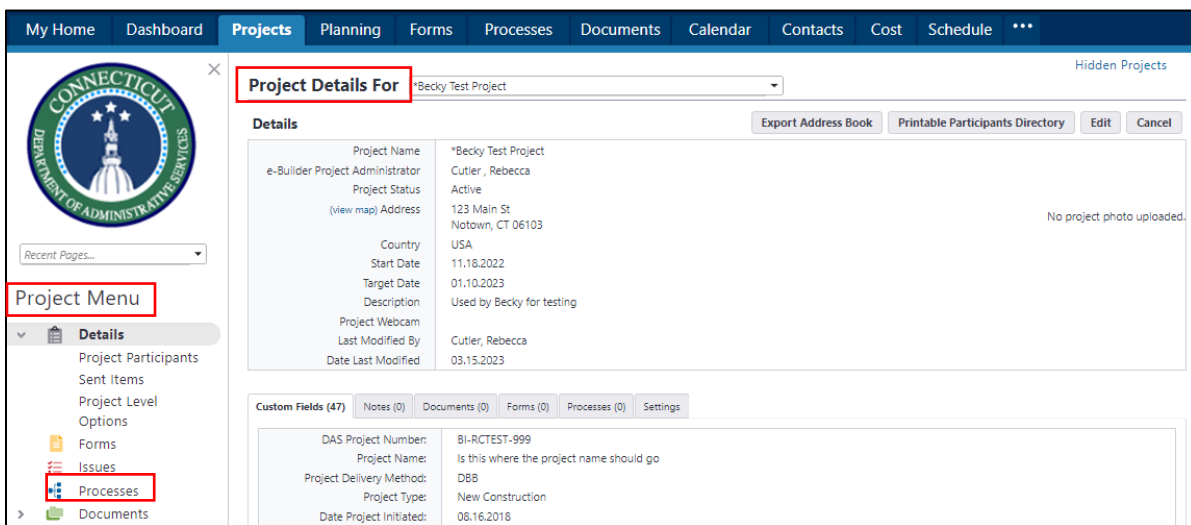 My Home Dashboard Projects Planning Forms Processes Documents Calendar Contacts Cost Schedule •••
CONNECTICUT
DEPARTMENT OF ADMINISTRATIVE SERVICES
Hidden Projects
Project Details For *Becky Test Project
Details Export Address Book Printable Participants Directory Edit Cancel
Project Name *Becky Test Project
e-Builder Project Administrator Cutler , Rebecca
Project Status Active
(view map) Address 123 Main St
Notown, CT 06103
No project photo uploaded.
Country USA
Start Date 11.18.2022
Target Date 01.10.2023
Description Used by Becky for testing
Project Webcam
Last Modified By Cutler, Rebecca
Date Last Modified 03.15.2023
Recent Pages...
Project Menu
Details
Project Participants
Sent Items
Project Level
Options
Forms
Issues
Processes
Documents
Custom Fields (47) Notes (0) Documents (0) Forms (0) Processes (0) Settings
DAS Project Number: BI-RCTEST-999
Project Name: Is this where the project name should go
Project Delivery Method: DBB
Project Type: New Construction
Date Project Initiated: 08.16.2018